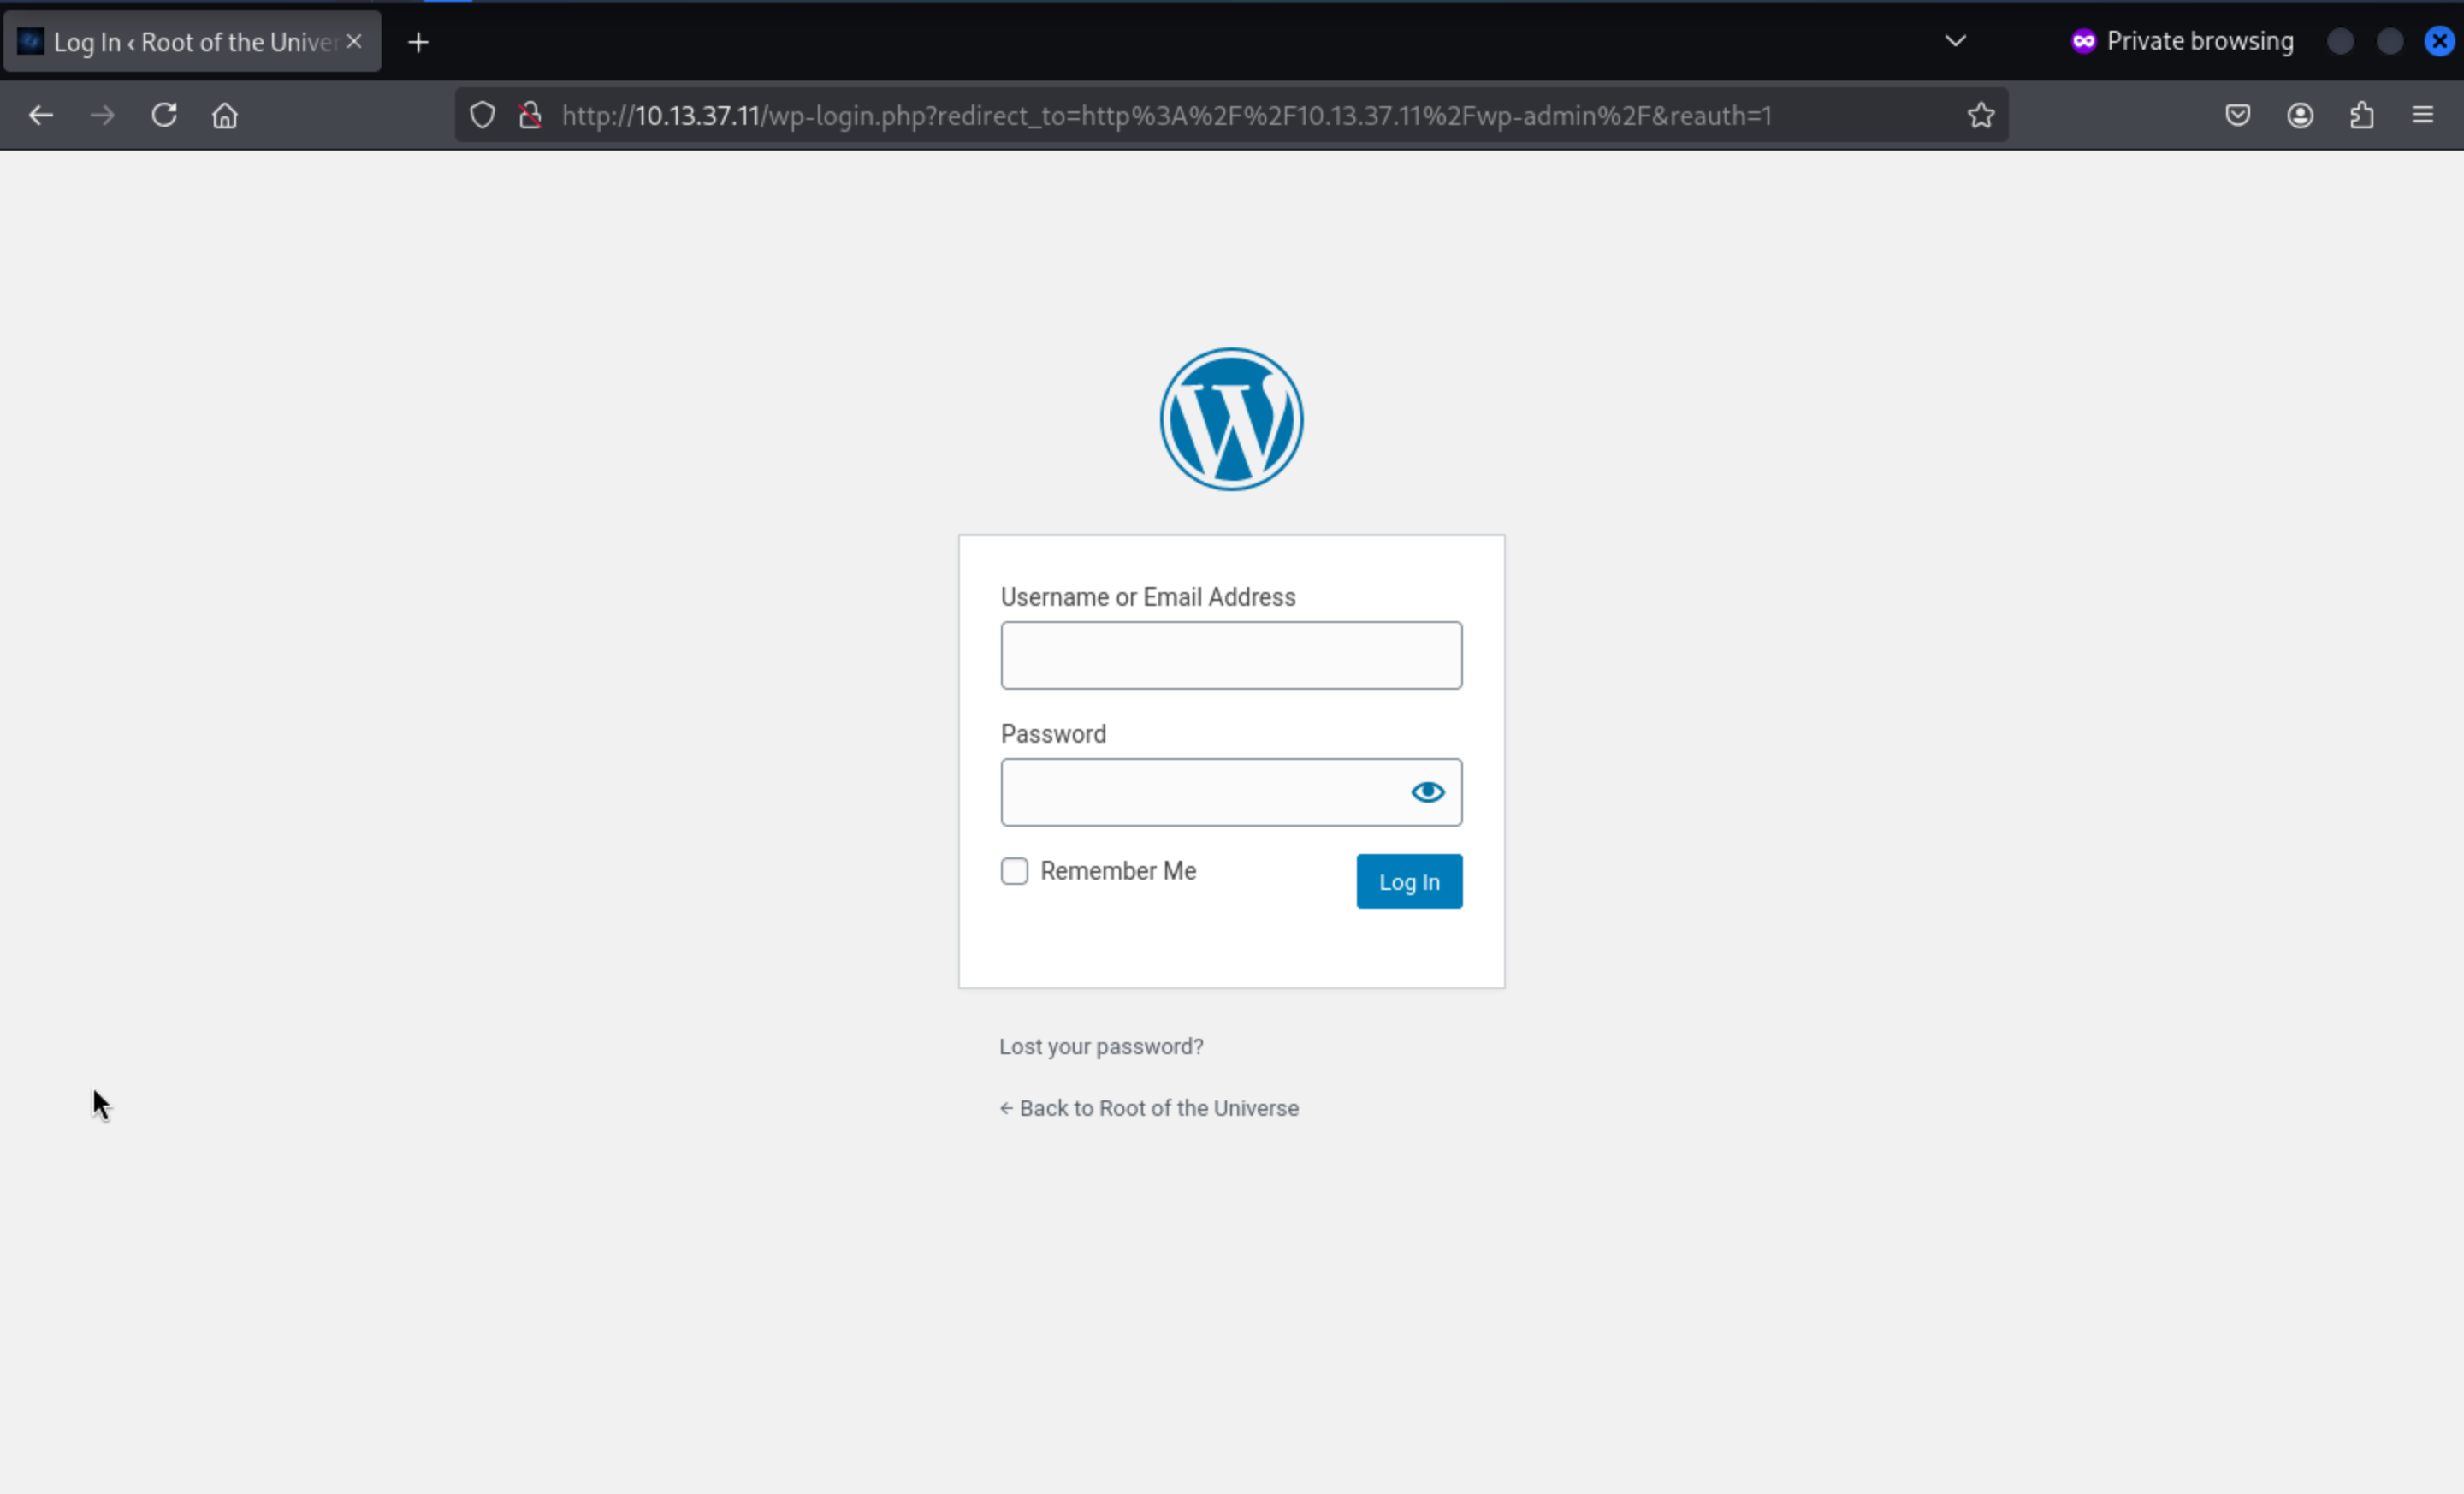 Log In ‹ Root of the Univer
Private browsing
http://10.13.37.11/wp-login.php?redirect_to=http%3A%2F%2F10.13.37.11%2Fwp-admin%2F&reauth=1
Username or Email Address
Password
Remember Me
Log In
Lost your password?
← Back to Root of the Universe